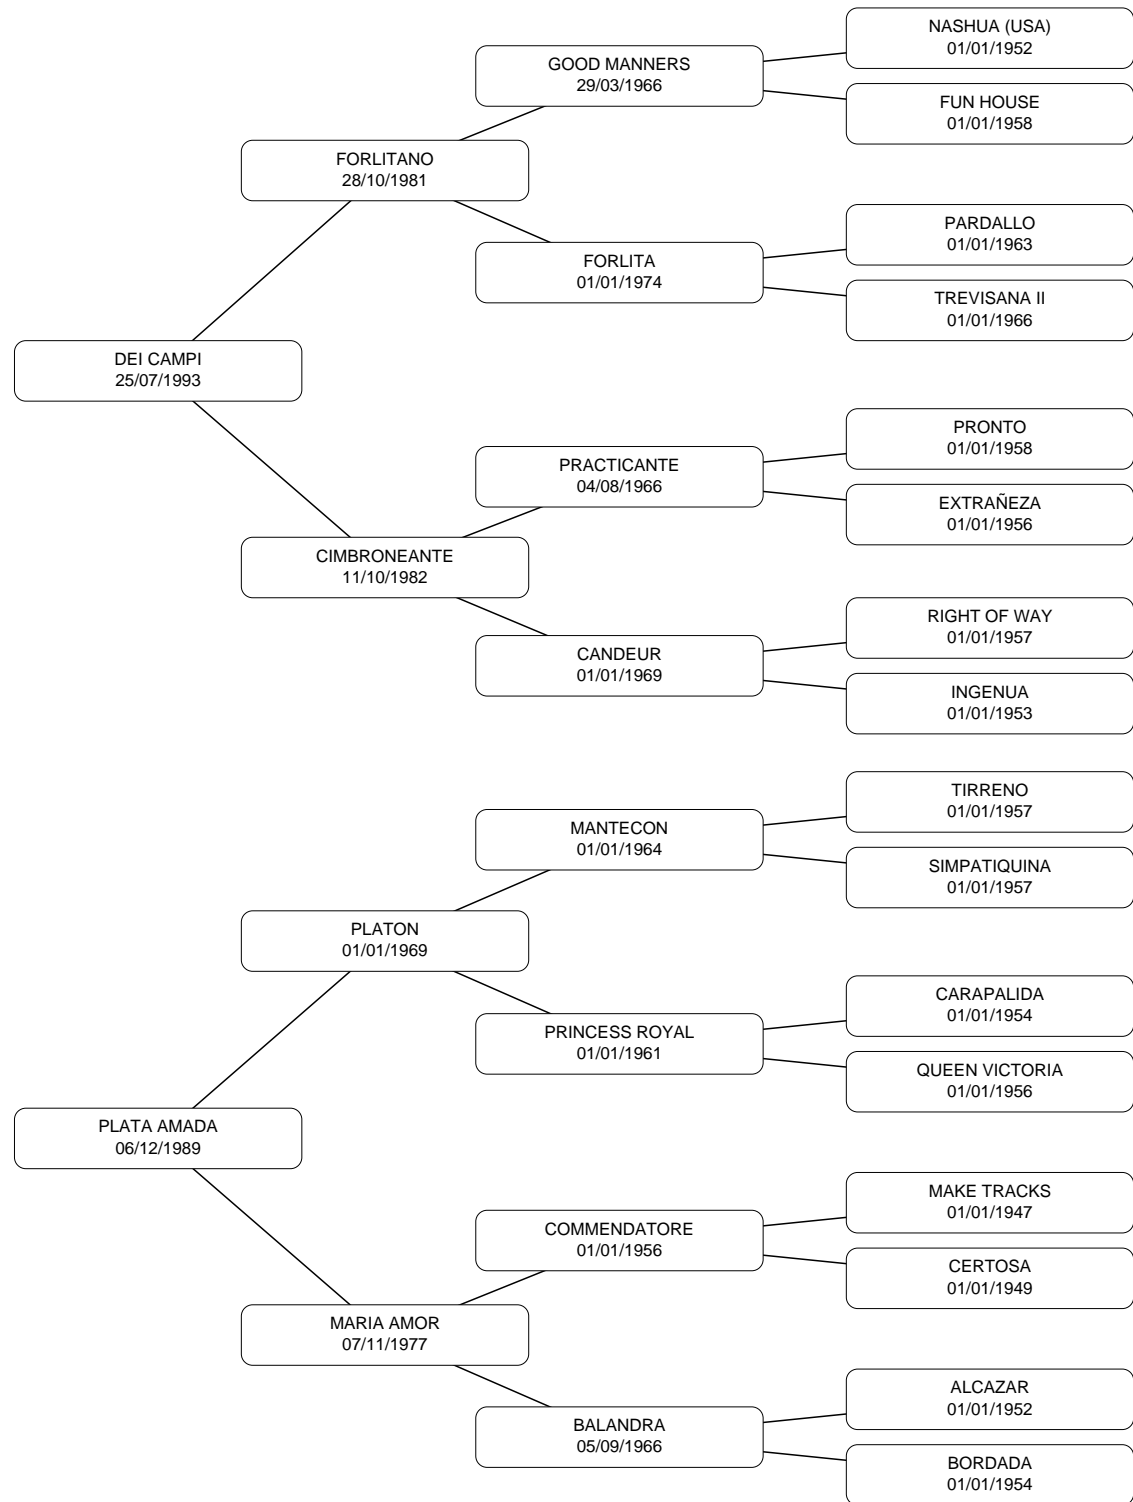 NASHUA (USA)
01/01/1952
GOOD MANNERS
29/03/1966
FUN HOUSE
01/01/1958
FORLITANO
28/10/1981
PARDALLO
01/01/1963
FORLITA
01/01/1974
TREVISANA II
01/01/1966
DEI CAMPI
25/07/1993
PRONTO
01/01/1958
PRACTICANTE
04/08/1966
EXTRAÑEZA
01/01/1956
CIMBRONEANTE
11/10/1982
RIGHT OF WAY
01/01/1957
CANDEUR
01/01/1969
INGENUA
01/01/1953
TIRRENO
01/01/1957
MANTECON
01/01/1964
SIMPATIQUINA
01/01/1957
PLATON
01/01/1969
CARAPALIDA
01/01/1954
PRINCESS ROYAL
01/01/1961
QUEEN VICTORIA
01/01/1956
PLATA AMADA
06/12/1989
MAKE TRACKS
01/01/1947
COMMENDATORE
01/01/1956
CERTOSA
01/01/1949
MARIA AMOR
07/11/1977
ALCAZAR
01/01/1952
BALANDRA
05/09/1966
BORDADA
01/01/1954